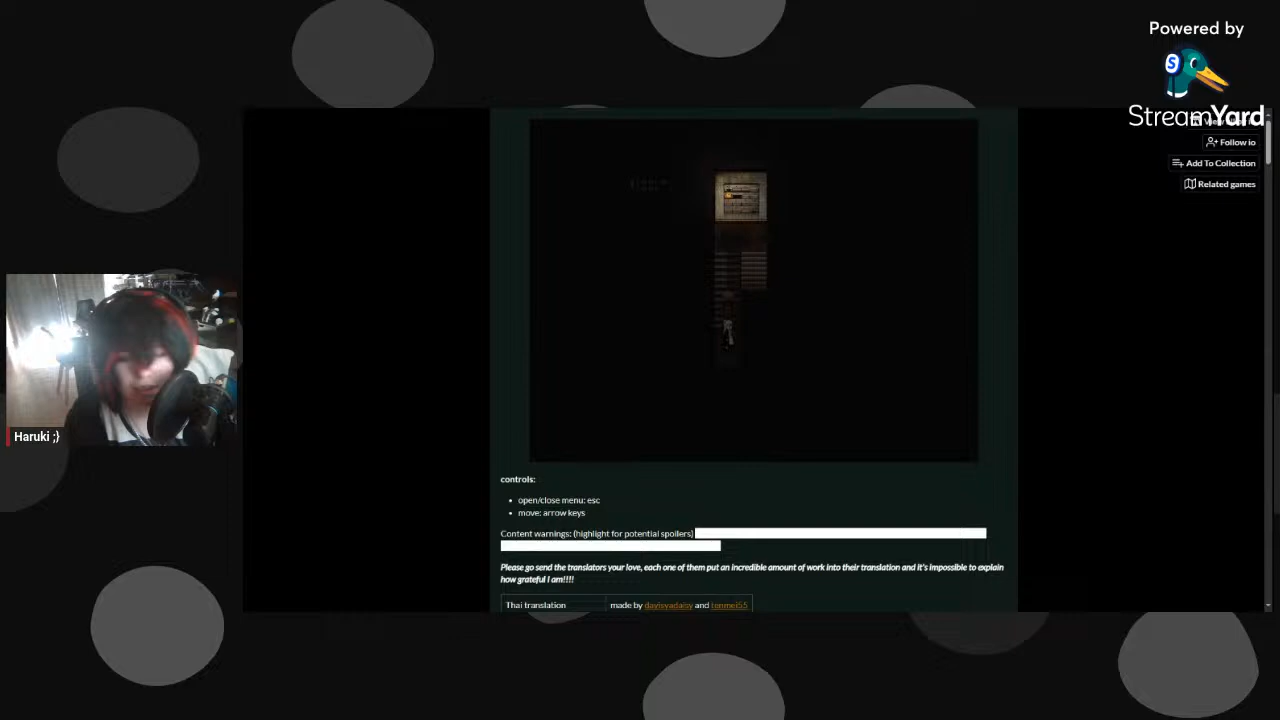 Powered by
StreamYard
Follow io
Add To Collection
Related games
Haruki ;}
controls:
open/close menu: esc
move: arrow keys
Content warnings: (highlight for potential spoilers)
Please go send the translators your love, each one of them put an incredible amount of work into their translation and it's impossible to explain
how grateful I am!!!!
Thai translation made by davisyadaisy and tonmei55